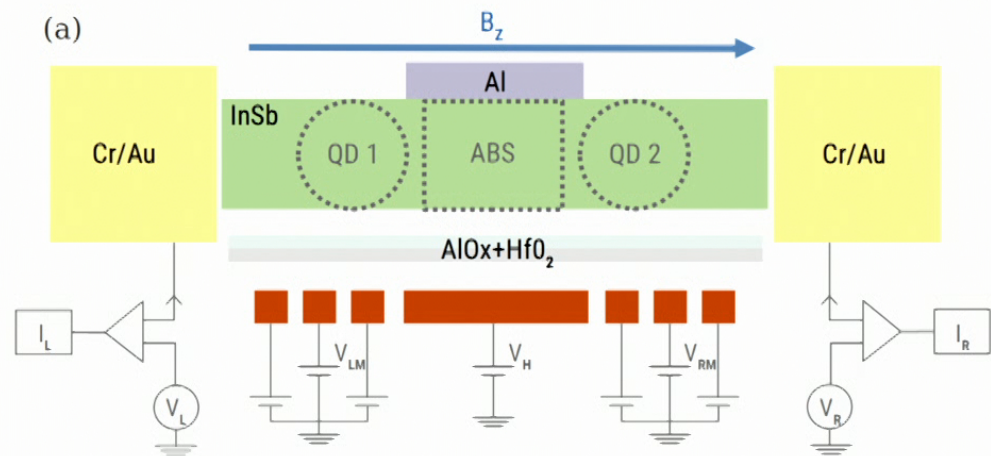 (a)
B_z
Al
InSb
Cr/Au
QD 1
ABS
QD 2
Cr/Au
AlOx+HfO₂
I_L
V_LM
V_H
V_RM
I_R
V_L
V_R